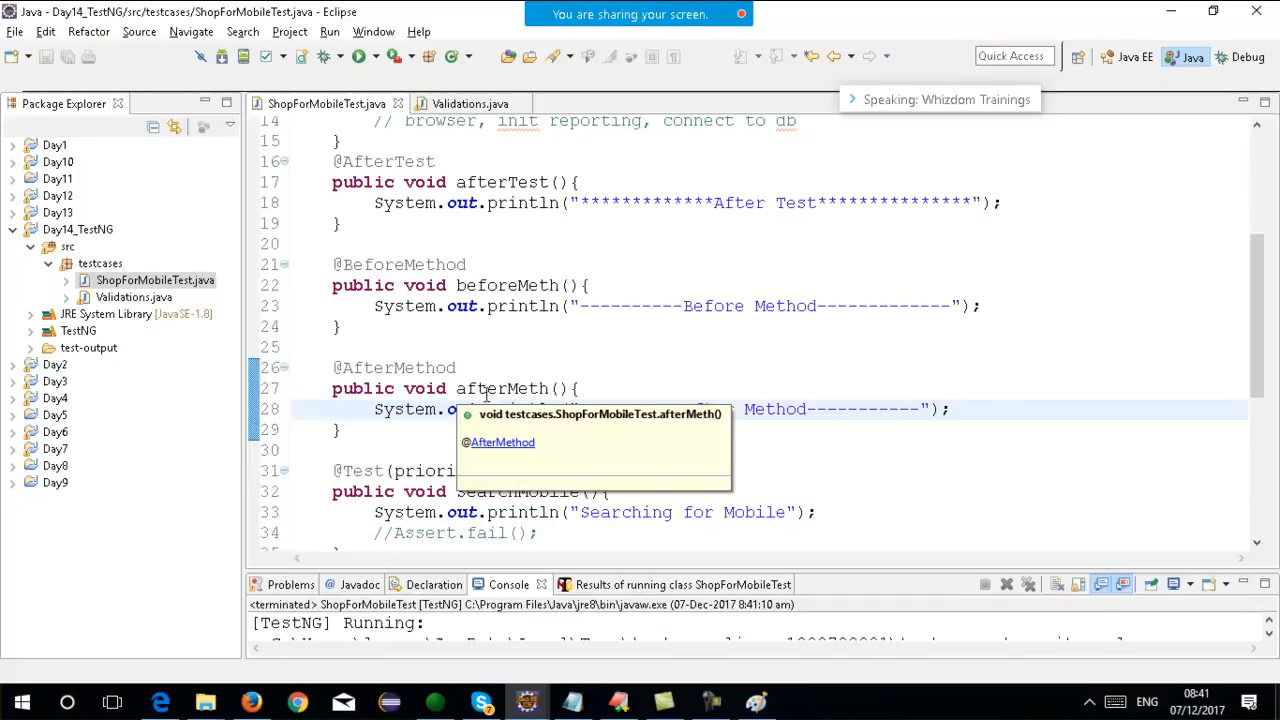 Java - Day14_TestNG/src/testcases/ShopForMobileTest.java - Eclipse
You are sharing your screen.
File Edit Refactor Source Navigate Search Project Run Window Help
Quick Access
Java EE
Java
Debug
Speaking: Whizdom Trainings
Package Explorer
Day1
Day10
Day11
Day12
Day13
Day14_TestNG
src
testcases
ShopForMobileTest.java
Validations.java
JRE System Library [JavaSE-1.8]
TestNG
test-output
Day2
Day3
Day4
Day5
Day6
Day7
Day8
Day9
ShopForMobileTest.java
Validations.java
14 // browser, init reporting, connect to db
15 }
16 @AfterTest
17 public void afterTest(){
18 System.out.println("*************After Test***************");
19 }
20
21 @BeforeMethod
22 public void beforeMeth(){
23 System.out.println("----------Before Method-------------");
24 }
25
26 @AfterMethod
27 public void afterMeth(){
28 System.o Method-----------");
29 }
30
31 @Test(priori
32 public void searchMobile(){
33 System.out.println("Searching for Mobile");
34 //Assert.fail();
void testcases.ShopForMobileTest.afterMeth()
@AfterMethod
Problems @ Javadoc Declaration Console Results of running class ShopForMobileTest
<terminated> ShopForMobileTest [TestNG] C:\Program Files\Java\jre8\bin\javaw.exe (07-Dec-2017 8:41:10 am)
[TestNG] Running:
ENG
08:41
07/12/2017